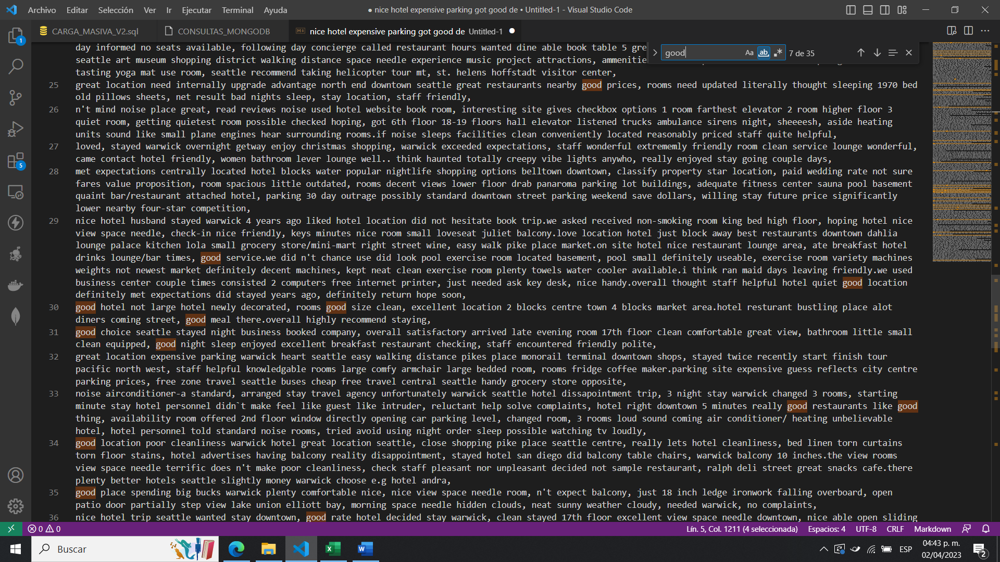 Archivo Editar Selección Ver Ir Ejecutar Terminal Ayuda
● nice hotel expensive parking got good de • Untitled-1 - Visual Studio Code
CARGA_MASIVA_V2.sql
CONSULTAS_MONGODB
nice hotel expensive parking got good de Untitled-1
good
Aa
ab
7 de 35
day informed no seats available, following day concierge called restaurant hours wanted dine able book table 5 gre
seattle art museum shopping district walking distance space needle experience music project attractions, ammenitie
tasting yoga mat use room, seattle recommend taking helicopter tour mt, st. helens hoffstadt visitor center,
25 great location need internally upgrade advantage north end downtown seattle great restaurants nearby good prices, rooms need updated literally thought sleeping 1970 bed
old pillows sheets, net result bad nights sleep, stay location, staff friendly,
26 n't mind noise place great, read reviews noise used hotel website book room, interesting site gives checkbox options 1 room farthest elevator 2 room higher floor 3
quiet room, getting quietest room possible checked hoping, got 6th floor 18-19 floors hall elevator listened trucks ambulance sirens night, sheeeesh, aside heating
units sound like small plane engines hear surrounding rooms.if noise sleeps facilities clean conveniently located reasonably priced staff quite helpful,
27 loved, stayed warwick overnight getway enjoy christmas shopping, warwick exceeded expectations, staff wonderful extrememly friendly room clean service lounge wonderful,
came contact hotel friendly, women bathroom lever lounge well.. think haunted totally creepy vibe lights anywho, really enjoyed stay going couple days,
28 met expectations centrally located hotel blocks water popular nightlife shopping options belltown downtown, classify property star location, paid wedding rate not sure
fares value proposition, room spacious little outdated, rooms decent views lower floor drab panaroma parking lot buildings, adequate fitness center sauna pool basement
quaint bar/restaurant attached hotel, parking 30 day outrage possibly standard downtown street parking weekend save dollars, willing stay future price significantly
lower nearby four-star competition,
29 nice hotel husband stayed warwick 4 years ago liked hotel location did not hesitate book trip.we asked received non-smoking room king bed high floor, hoping hotel nice
view space needle, check-in nice friendly, keys minutes nice room small loveseat juliet balcony.love location hotel just block away best restaurants downtown dahlia
lounge palace kitchen lola small grocery store/mini-mart right street wine, easy walk pike place market.on site hotel nice restaurant lounge area, ate breakfast hotel
drinks lounge/bar times, good service.we did n't chance use did look pool exercise room located basement, pool small definitely useable, exercise room variety machines
weights not newest market definitely decent machines, kept neat clean exercise room plenty towels water cooler available.i think ran maid days leaving friendly.we used
business center couple times consisted 2 computers free internet printer, just needed ask key desk, nice handy.overall thought staff helpful hotel quiet good location
definitely met expectations did stayed years ago, definitely return hope soon,
30 good hotel not large hotel newly decorated, rooms good size clean, excellent location 2 blocks centre town 4 blocks market area.hotel resturant bustling place alot
diners coming street, good meal there.overall highly recommend staying,
31 good choice seattle stayed night business booked company, overall satisfactory arrived late evening room 17th floor clean comfortable great view, bathroom little small
clean equipped, good night sleep enjoyed excellent breakfast restaurant checking, staff encountered friendly polite,
32 great location expensive parking warwick heart seattle easy walking distance pikes place monorail terminal downtown shops, stayed twice recently start finish tour
pacific north west, staff helpful knowledgable rooms large comfy armchair large bedded room, rooms fridge coffee maker.parking site expensive guess reflects city centre
parking prices, free zone travel seattle buses cheap free travel central seattle handy grocery store opposite,
33 noise airconditioner-a standard, arranged stay travel agency unfortunately warwick seattle hotel dissapointment trip, 3 night stay warwick changed 3 rooms, starting
minute stay hotel personnel didn`t make feel like guest like intruder, reluctant help solve complaints, hotel right downtown 5 minutes really good restaurants like good
thing, availability room offered 2nd floor window directly opening car parking level, changed room, 3 rooms loud sound coming air conditioner/ heating unbelievable
hotel, hotel personnel told standard noise rooms, tried avoid using night order sleep possible watching tv loudly,
34 good location poor cleanliness warwick hotel great location seattle, close shopping pike place seattle centre, really lets hotel cleanliness, bed linen torn curtains
torn floor stains, hotel advertises having balcony reality disappointment, stayed hotel san diego did balcony table chairs, warwick balcony 10 inches.the view rooms
view space needle terrific does n't make poor cleanliness, check staff pleasant nor unpleasant decided not sample restaurant, ralph deli street great snacks cafe.there
plenty better hotels seattle slightly money warwick choose e.g hotel andra,
35 good place spending big bucks warwick plenty comfortable nice, nice view space needle room, n't expect balcony, just 18 inch ledge ironwork falling overboard, open
patio door partially step view lake union elliott bay, morning space needle hidden clouds, neat sunny weather cloudy, needed warwick, no complaints,
36 nice hotel trip seattle wanted stay downtown, good rate hotel decided stay warwick, clean stayed 17th floor excellent view space needle downtown, nice able open sliding
1
5
0 0
Lín. 5, Col. 1211 (4 seleccionada) Espacios: 4 UTF-8 CRLF Markdown
Buscar
ESP
04:43 p. m.
02/04/2023
2